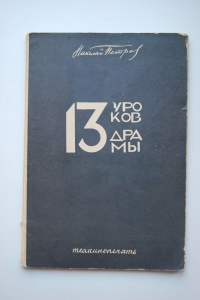 Николай Петров
13 УРО
КОВ
ДРА
МЫ
теакинопечать